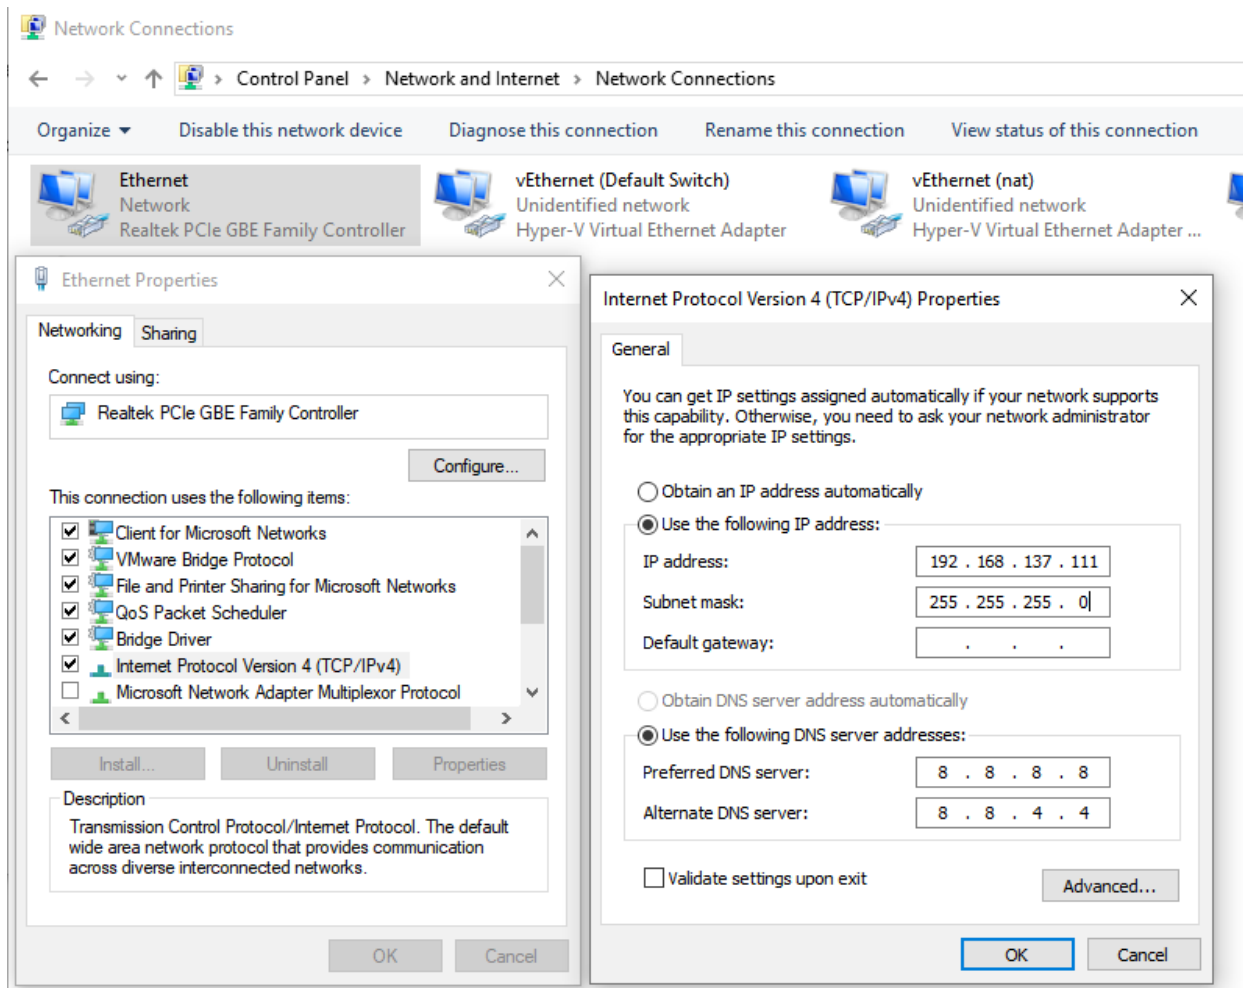 Network Connections
Control Panel > Network and Internet > Network Connections
Organize Disable this network device Diagnose this connection Rename this connection View status of this connection
Ethernet
Network
Realtek PCIe GBE Family Controller
vEthernet (Default Switch)
Unidentified network
Hyper-V Virtual Ethernet Adapter
vEthernet (nat)
Unidentified network
Hyper-V Virtual Ethernet Adapter ...
Ethernet Properties
Networking Sharing
Connect using:
Realtek PCIe GBE Family Controller
Configure...
This connection uses the following items:
Client for Microsoft Networks
VMware Bridge Protocol
File and Printer Sharing for Microsoft Networks
QoS Packet Scheduler
Bridge Driver
Internet Protocol Version 4 (TCP/IPv4)
Microsoft Network Adapter Multiplexor Protocol
Install... Uninstall Properties
Description
Transmission Control Protocol/Internet Protocol. The default
wide area network protocol that provides communication
across diverse interconnected networks.
OK Cancel
Internet Protocol Version 4 (TCP/IPv4) Properties
General
You can get IP settings assigned automatically if your network supports
this capability. Otherwise, you need to ask your network administrator
for the appropriate IP settings.
Obtain an IP address automatically
Use the following IP address:
IP address: 192 . 168 . 137 . 111
Subnet mask: 255 . 255 . 255 . 0
Default gateway: . . .
Obtain DNS server address automatically
Use the following DNS server addresses:
Preferred DNS server: 8 . 8 . 8 . 8
Alternate DNS server: 8 . 8 . 4 . 4
Validate settings upon exit
Advanced...
OK Cancel